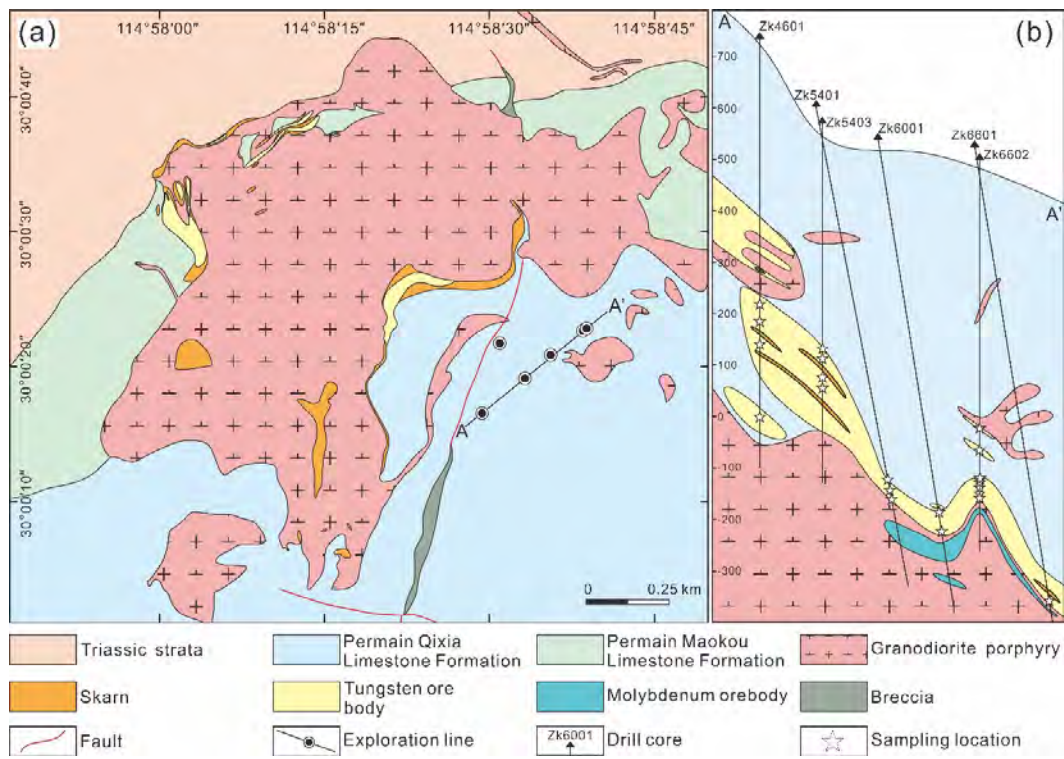 (a)
114°58'00"
114°58'15"
114°58'30"
114°58'45"
30°00'40"
30°00'30"
30°00'20"
30°00'10"
A'
A
0 0.25 km
A
(b)
Zk4601
Zk5401
Zk5403
Zk6001
Zk6601
Zk6602
A'
700
600
500
400
300
200
100
0
-100
-200
-300
Triassic strata
Permain Qixia
Limestone Formation
Permain Maokou
Limestone Formation
Granodiorite porphyry
Skarn
Tungsten ore
body
Molybdenum orebody
Breccia
Fault
Exploration line
Zk6001
Drill core
Sampling location